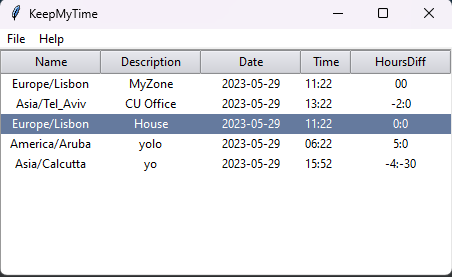 KeepMyTime
File Help
Name Description Date Time HoursDiff
Europe/Lisbon MyZone 2023-05-29 11:22 00
Asia/Tel_Aviv CU Office 2023-05-29 13:22 -2:0
Europe/Lisbon House 2023-05-29 11:22 0:0
America/Aruba yolo 2023-05-29 06:22 5:0
Asia/Calcutta yo 2023-05-29 15:52 -4:-30